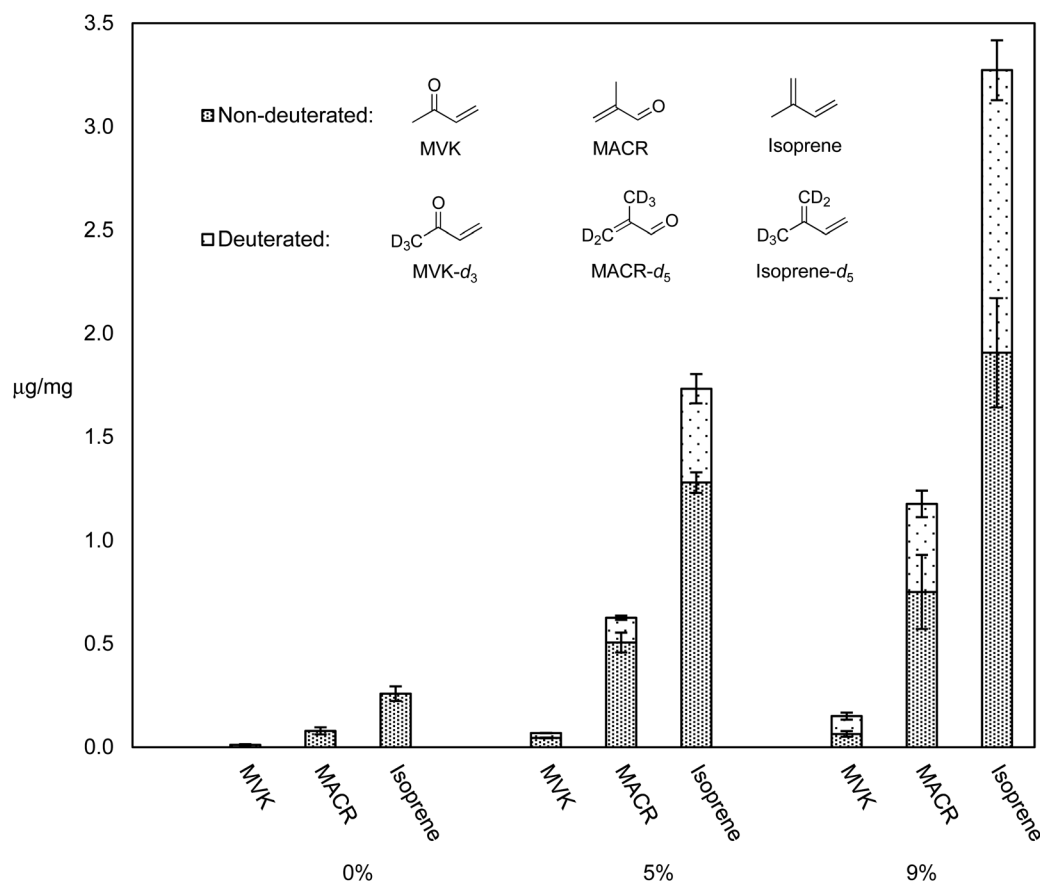 3.5
3.0
2.5
2.0
1.5
1.0
0.5
0.0
μg/mg
Non-deuterated:
O
MVK
O
MACR
Isoprene
Deuterated:
O
D3C
MVK-d3
CD3
D2C
O
MACR-d5
CD2
D3C
Isoprene-d5
MVK
MACR
Isoprene
MVK
MACR
Isoprene
MVK
MACR
Isoprene
0%
5%
9%